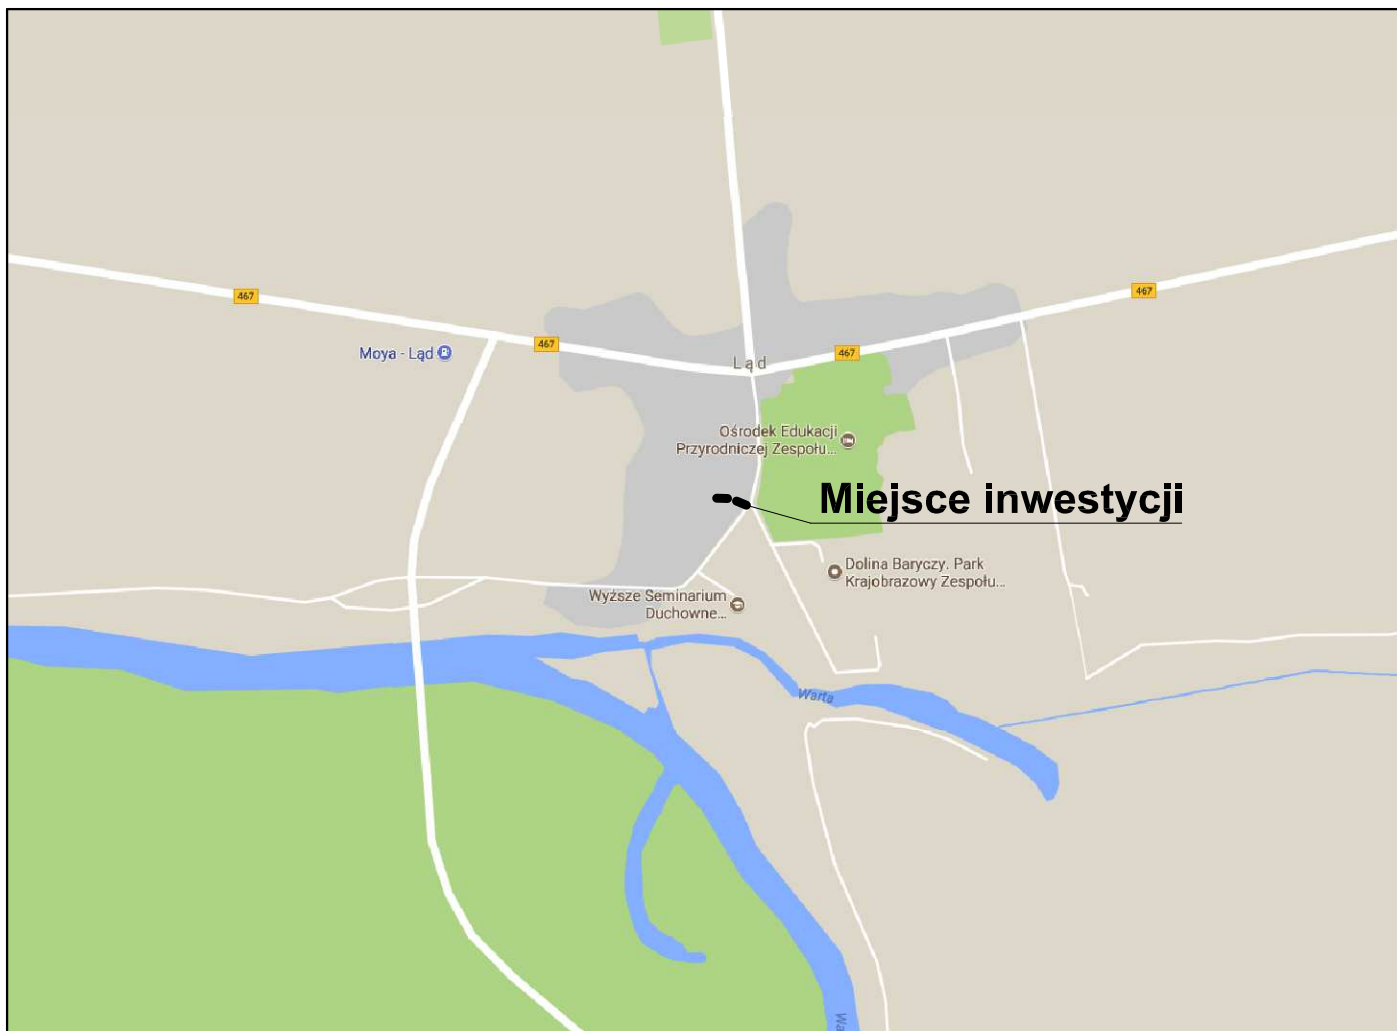 467
467
467
467
Moya - Ląd
Ląd
Ośrodek Edukacji
Przyrodniczej Zespołu...
Miejsce inwestycji
Dolina Baryczy. Park
Krajobrazowy Zespołu...
Wyższe Seminarium
Duchowne...
Warta
Wa